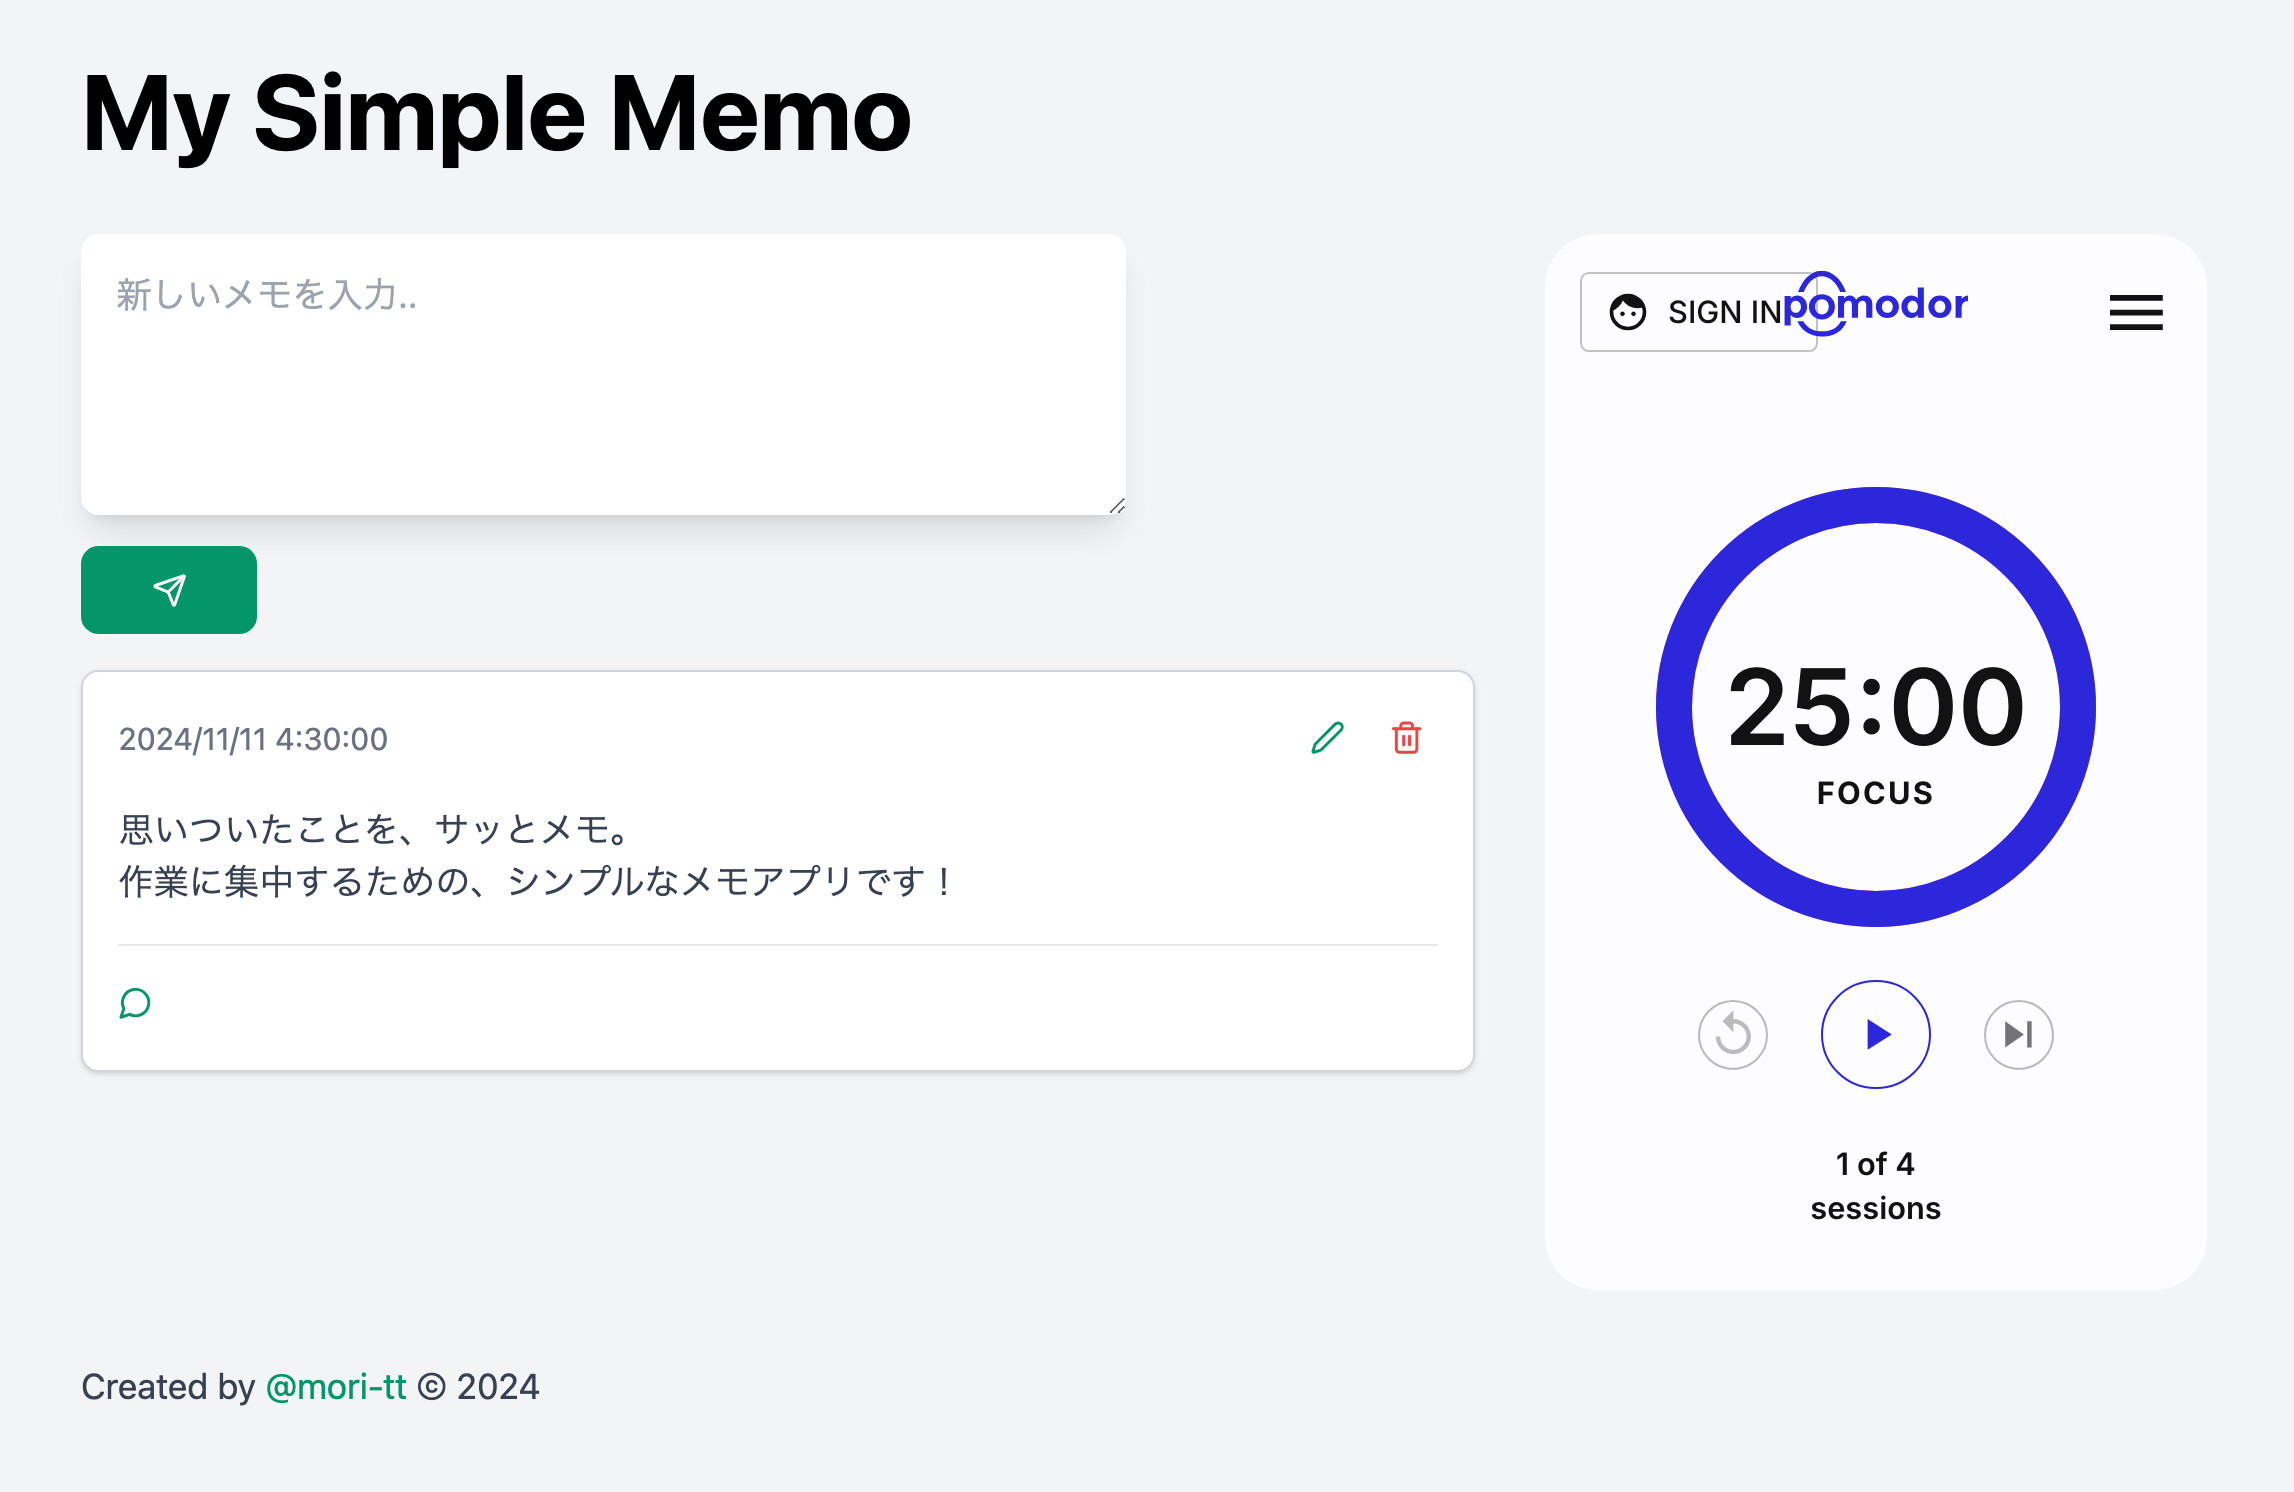 My Simple Memo
新しいメモを入力..
2024/11/11 4:30:00
思いついたことを、サッとメモ。
作業に集中するための、シンプルなメモアプリです！
SIGN IN
pomodor
25:00
FOCUS
1 of 4
sessions
Created by @mori-tt © 2024